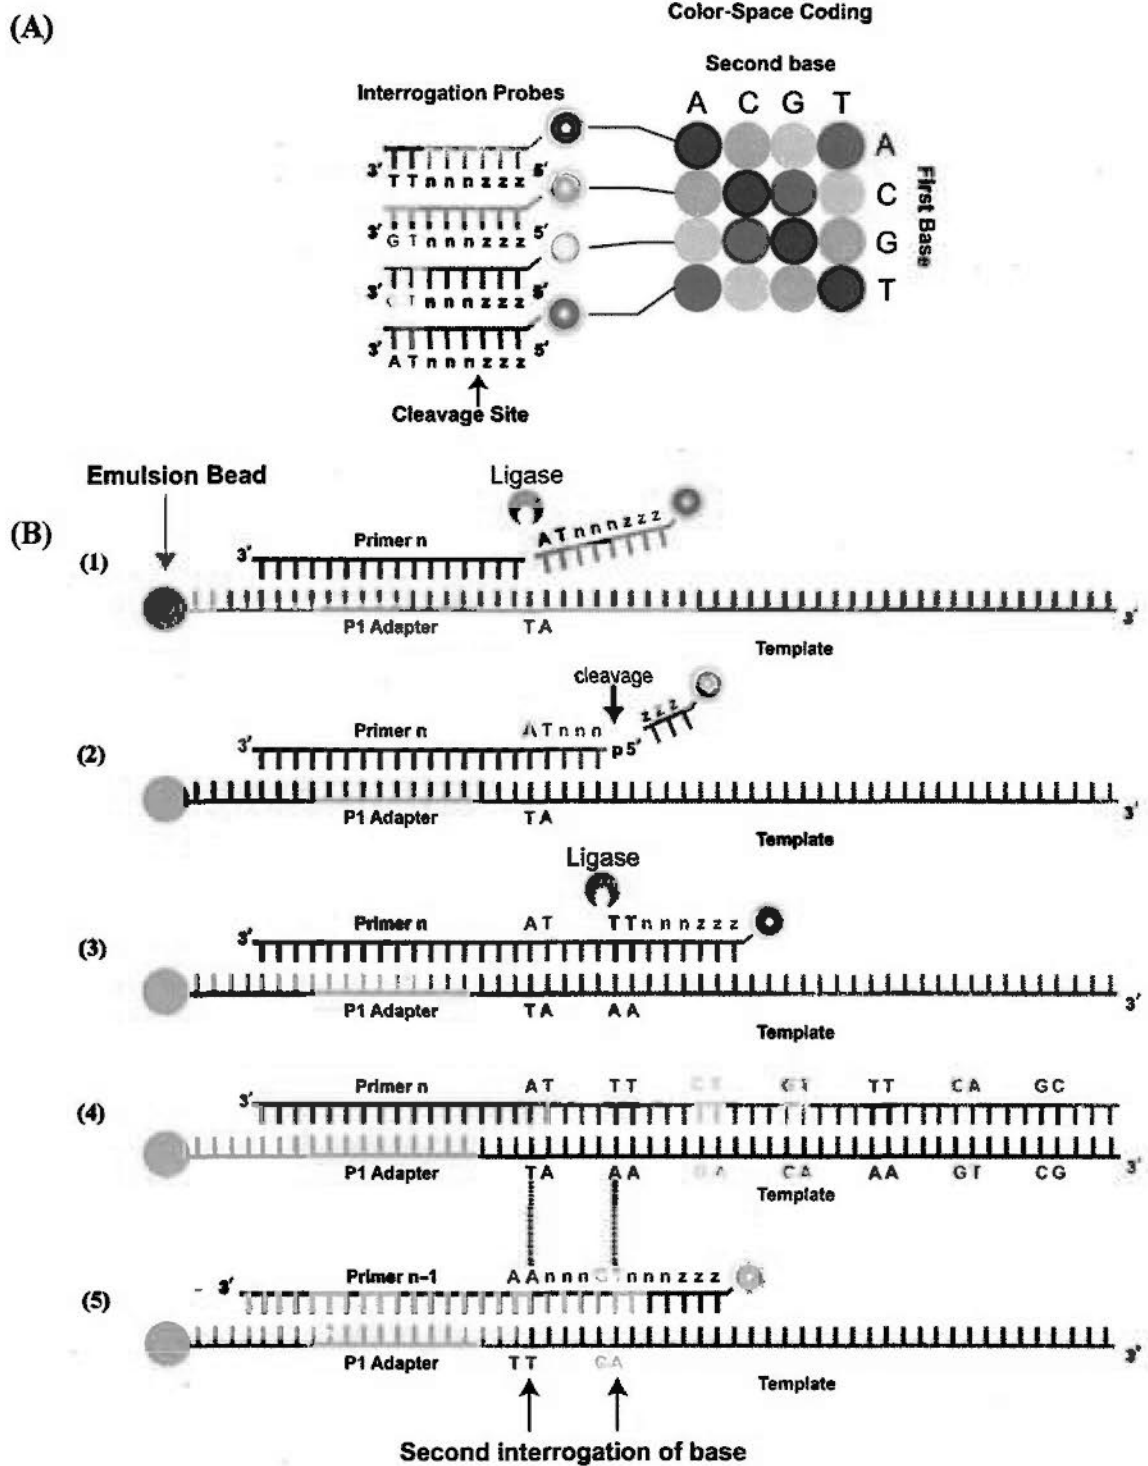 (A)
Color-Space Coding
Second base
Interrogation Probes
A C G T
A
C
G
T
First Base
3′ T T n n n z z z 5′
3′ G T n n n z z z 5′
3′ C T n n n z z z 5′
3′ A T n n n z z z 5′
Cleavage Site
Emulsion Bead
Ligase
(B)
(1)
3′ Primer n A T n n n z z z
P1 Adapter T A 3′
Template
cleavage
(2)
3′ Primer n A T n n n p5′ z z z
P1 Adapter T A 3′
Template
Ligase
(3)
3′ Primer n A T T T n n n z z z
P1 Adapter T A A A 3′
Template
(4)
3′ Primer n A T T T C T G T T T C A G C
P1 Adapter T A A A G A C A A A G T C G 3′
Template
(5)
3′ Primer n–1 A A n n n G T n n n z z z
P1 Adapter T T C A 3′
Template
Second interrogation of base